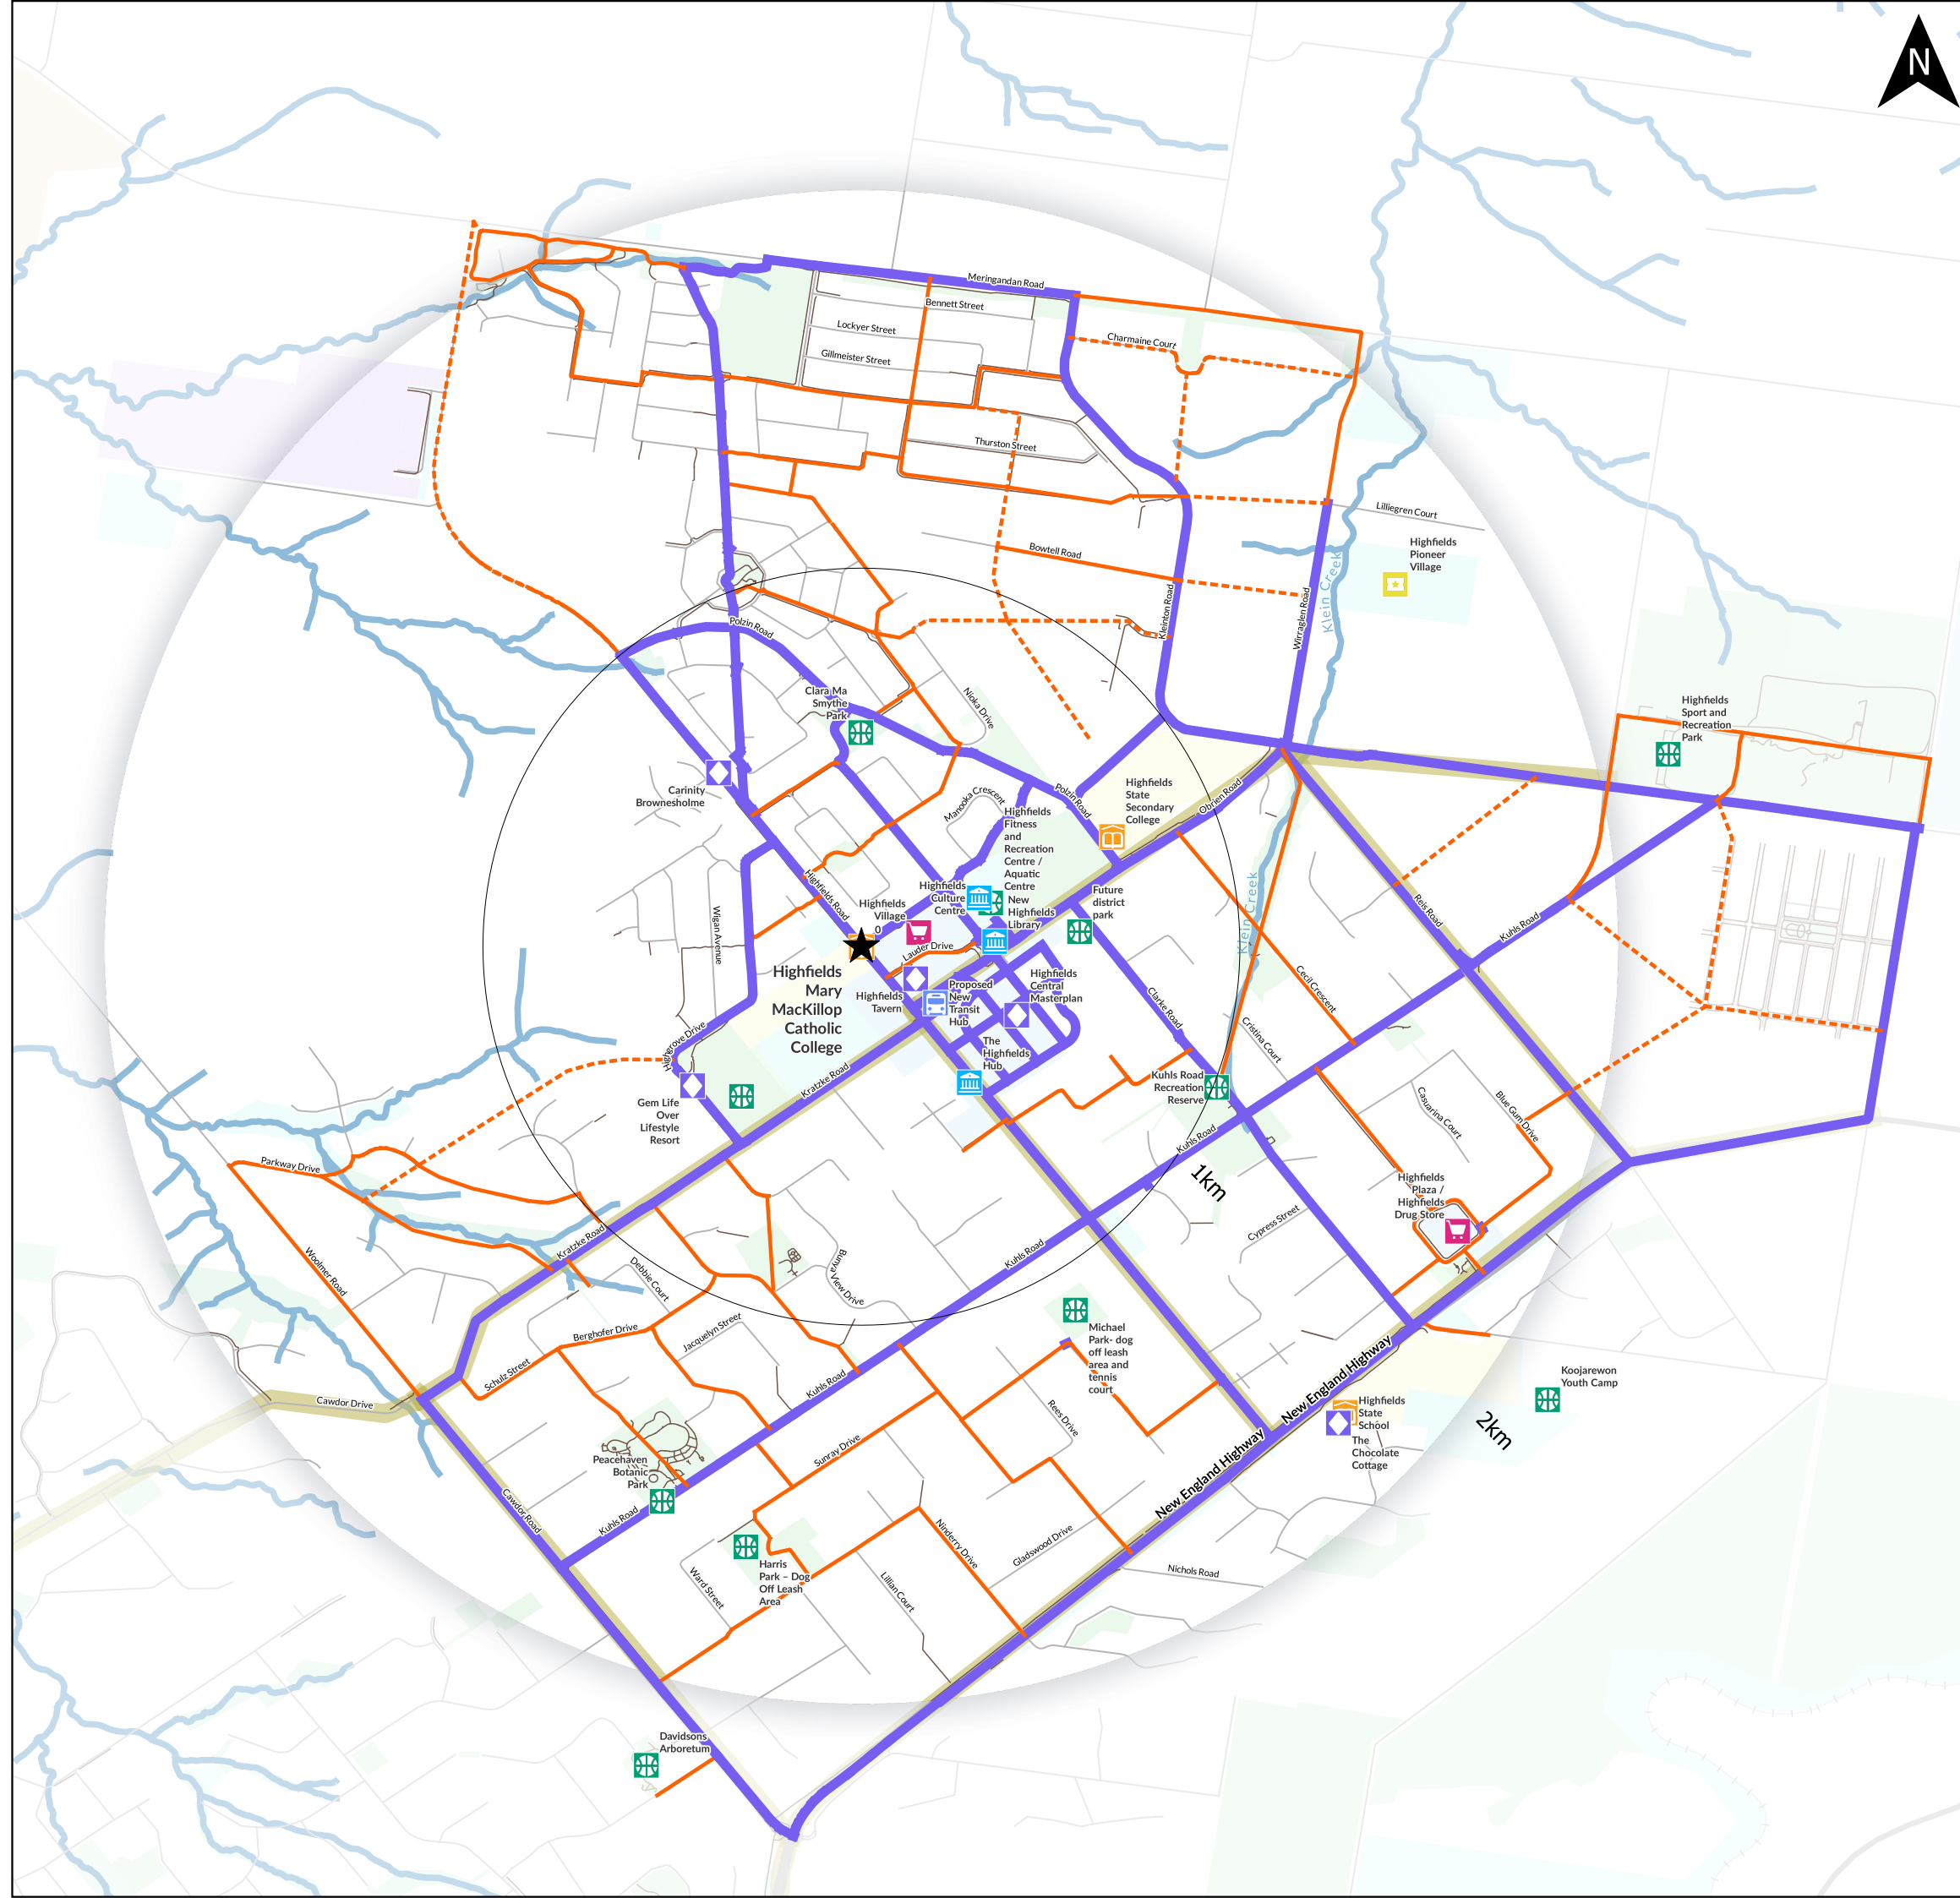 N
Meringandan Road
Bennett Street
Lockyer Street
Gillmeister Street
Charmaine Court
Thurston Street
Lilliegren Court
Bowtell Road
Highfields
Pioneer
Village
Klein Creek
Kleinton Road
Wirraglen Road
Polzin Road
Clara Ma
Smythe
Park
Nioka Drive
Highfields
Sport and
Recreation
Park
Carinity
Brownesholme
Manooka Crescent
Polzin Road
Highfields
State
Secondary
College
Obrien Road
Highfields
Fitness
and
Recreation
Centre /
Aquatic
Centre
New
Highfields
Library
Highfields
Culture
Centre
Future
district
park
Highfields Road
Highfields
Village
0
Lauder Drive
Wigan Avenue
Klein Creek
Reis Road
Kuhls Road
Highfields
Mary
MacKillop
Catholic
College
Highfields
Tavern
Proposed
New
Transit
Hub
Highfields
Central
Masterplan
Clarke Road
Cecil Crescent
Cristina Court
The
Highfields
Hub
Highgrove Drive
Kratzke Road
Kuhls Road
Recreation
Reserve
Gem Life
Over
Lifestyle
Resort
Casuarina Court
Blue Gum Drive
Kuhls Road
1km
Parkway Drive
Highfields
Plaza /
Highfields
Drug Store
Cypress Street
Kratzke Road
Woolmer Road
Debbie Court
Bunya View Drive
Kuhls Road
Berghofer Drive
Jacquelyn Street
Michael
Park- dog
off leash
area and
tennis
court
Schulz Street
Kuhls Road
Cawdor Drive
New England Highway
Koojarewon
Youth Camp
Rees Drive
Highfields
State
School
The
Chocolate
Cottage
2km
Sunray Drive
Peacehaven
Botanic
Park
New England Highway
Cawdor Road
Kuhls Road
Ninderry Drive
Gladswood Drive
Harris
Park – Dog
Off Leash
Area
Ward Street
Lillian Court
Nichols Road
Davidsons
Arboretum